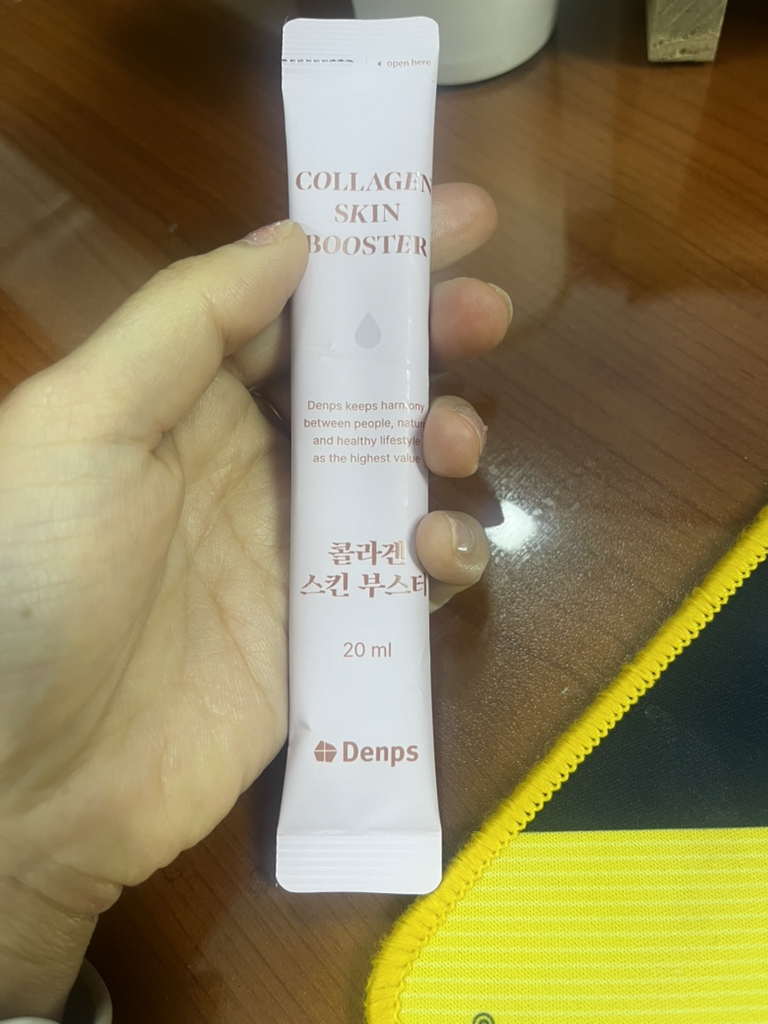 open here
COLLAGEN
SKIN
BOOSTER
Denps keeps harmony
between people, nature
and healthy lifestyle
as the highest value
콜라겐
스킨 부스터
20 ml
Denps